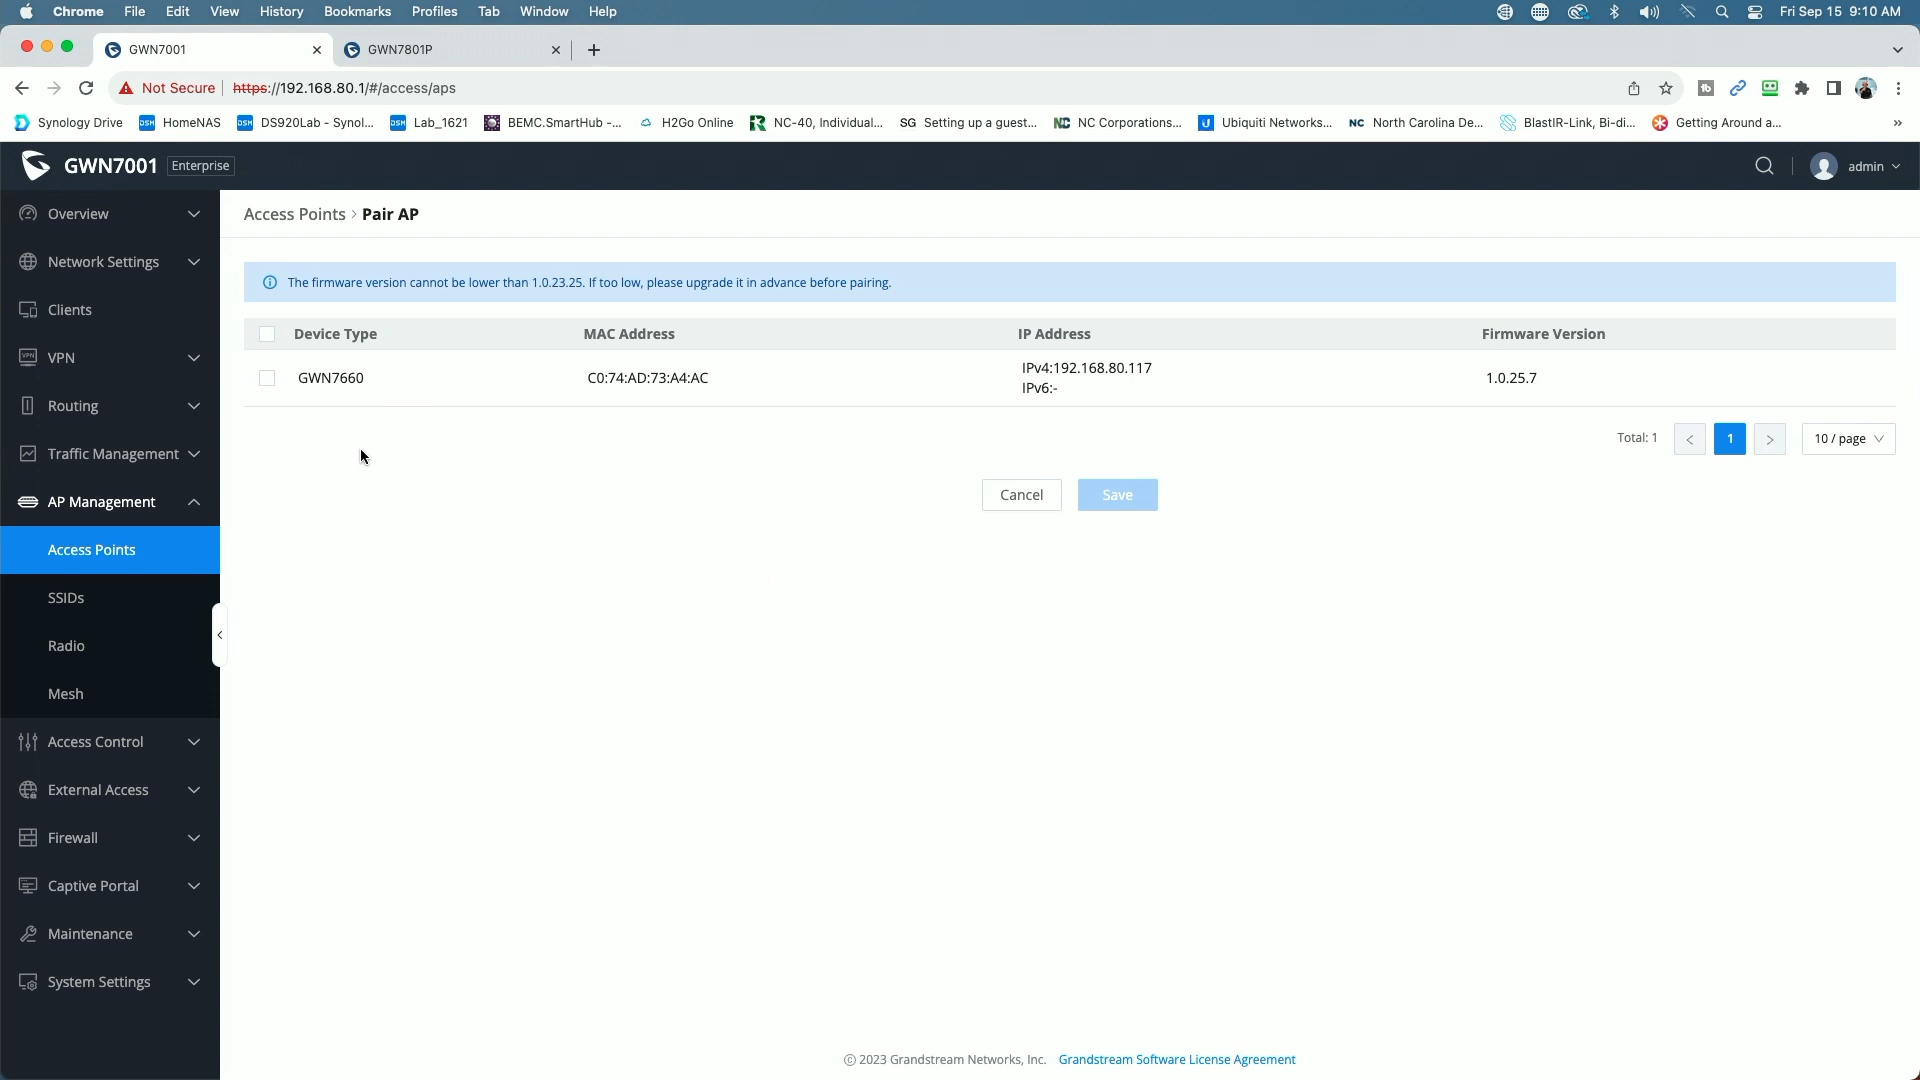 Chrome File Edit View History Bookmarks Profiles Tab Window Help Fri Sep 15 9:10 AM
GWN7001 GWN7801P
Not Secure https://192.168.80.1/#/access/aps
Synology Drive HomeNAS DS920Lab - Synol... Lab_1621 BEMC.SmartHub -... H2Go Online NC-40, Individual... SG Setting up a guest... NC Corporations... Ubiquiti Networks... NC North Carolina De... BlastIR-Link, Bi-di... Getting Around a...
GWN7001 Enterprise admin
Overview
Network Settings
Clients
VPN
Routing
Traffic Management
AP Management
Access Points
SSIDs
Radio
Mesh
Access Control
External Access
Firewall
Captive Portal
Maintenance
System Settings
Access Points > Pair AP
The firmware version cannot be lower than 1.0.23.25. If too low, please upgrade it in advance before pairing.
Device Type MAC Address IP Address Firmware Version
GWN7660 C0:74:AD:73:A4:AC IPv4:192.168.80.117 1.0.25.7
IPv6:-
Total: 1 < 1 > 10 / page
Cancel Save
© 2023 Grandstream Networks, Inc. Grandstream Software License Agreement